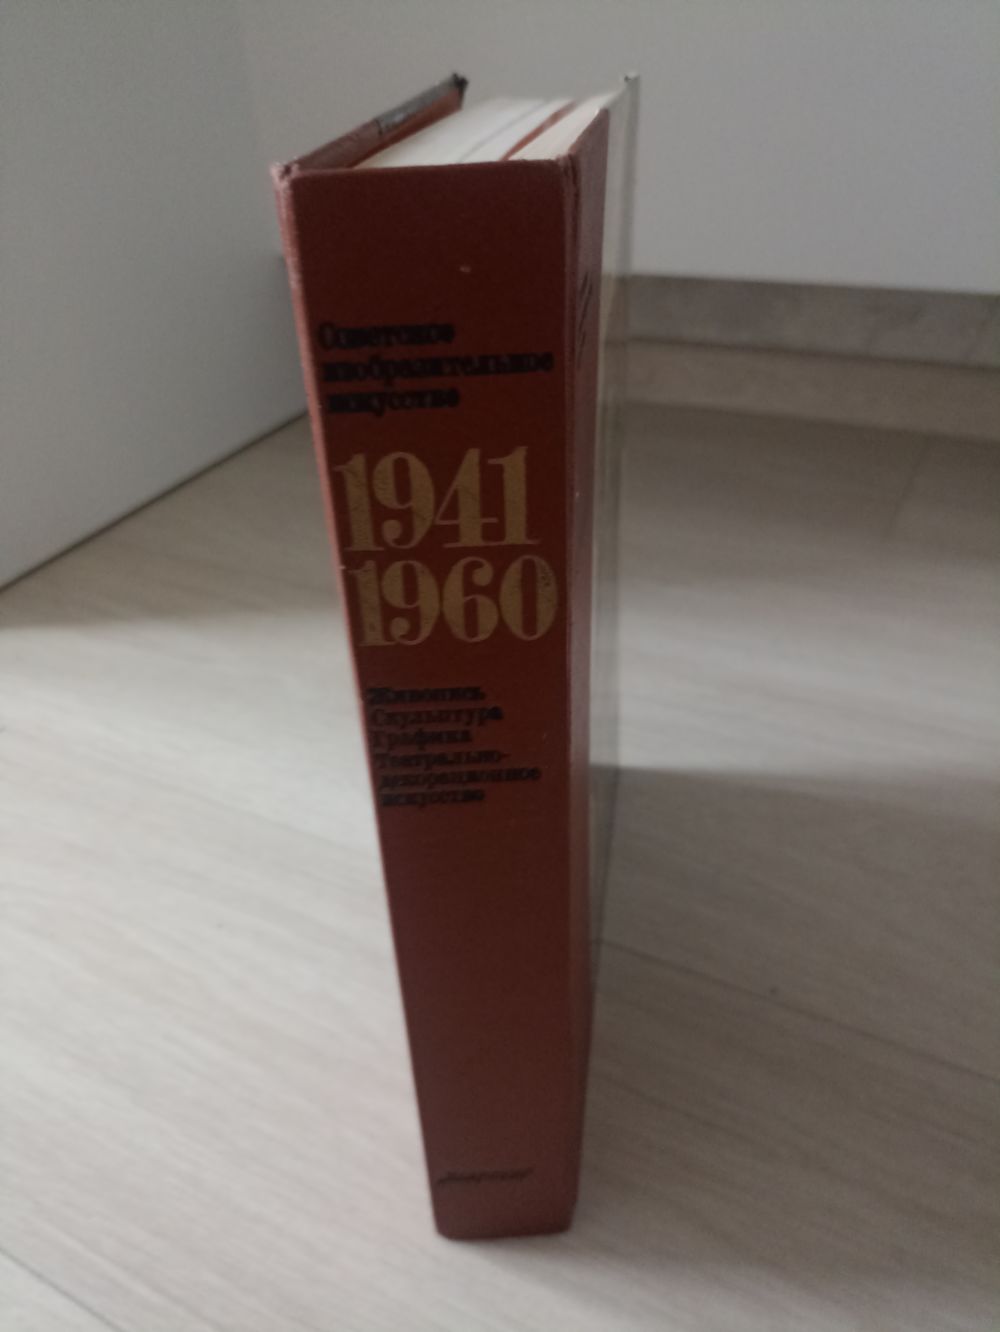 Советское
изобразительное
искусство
1941
1960
Живопись
Скульптура
Графика
Театрально-
декорационное
искусство